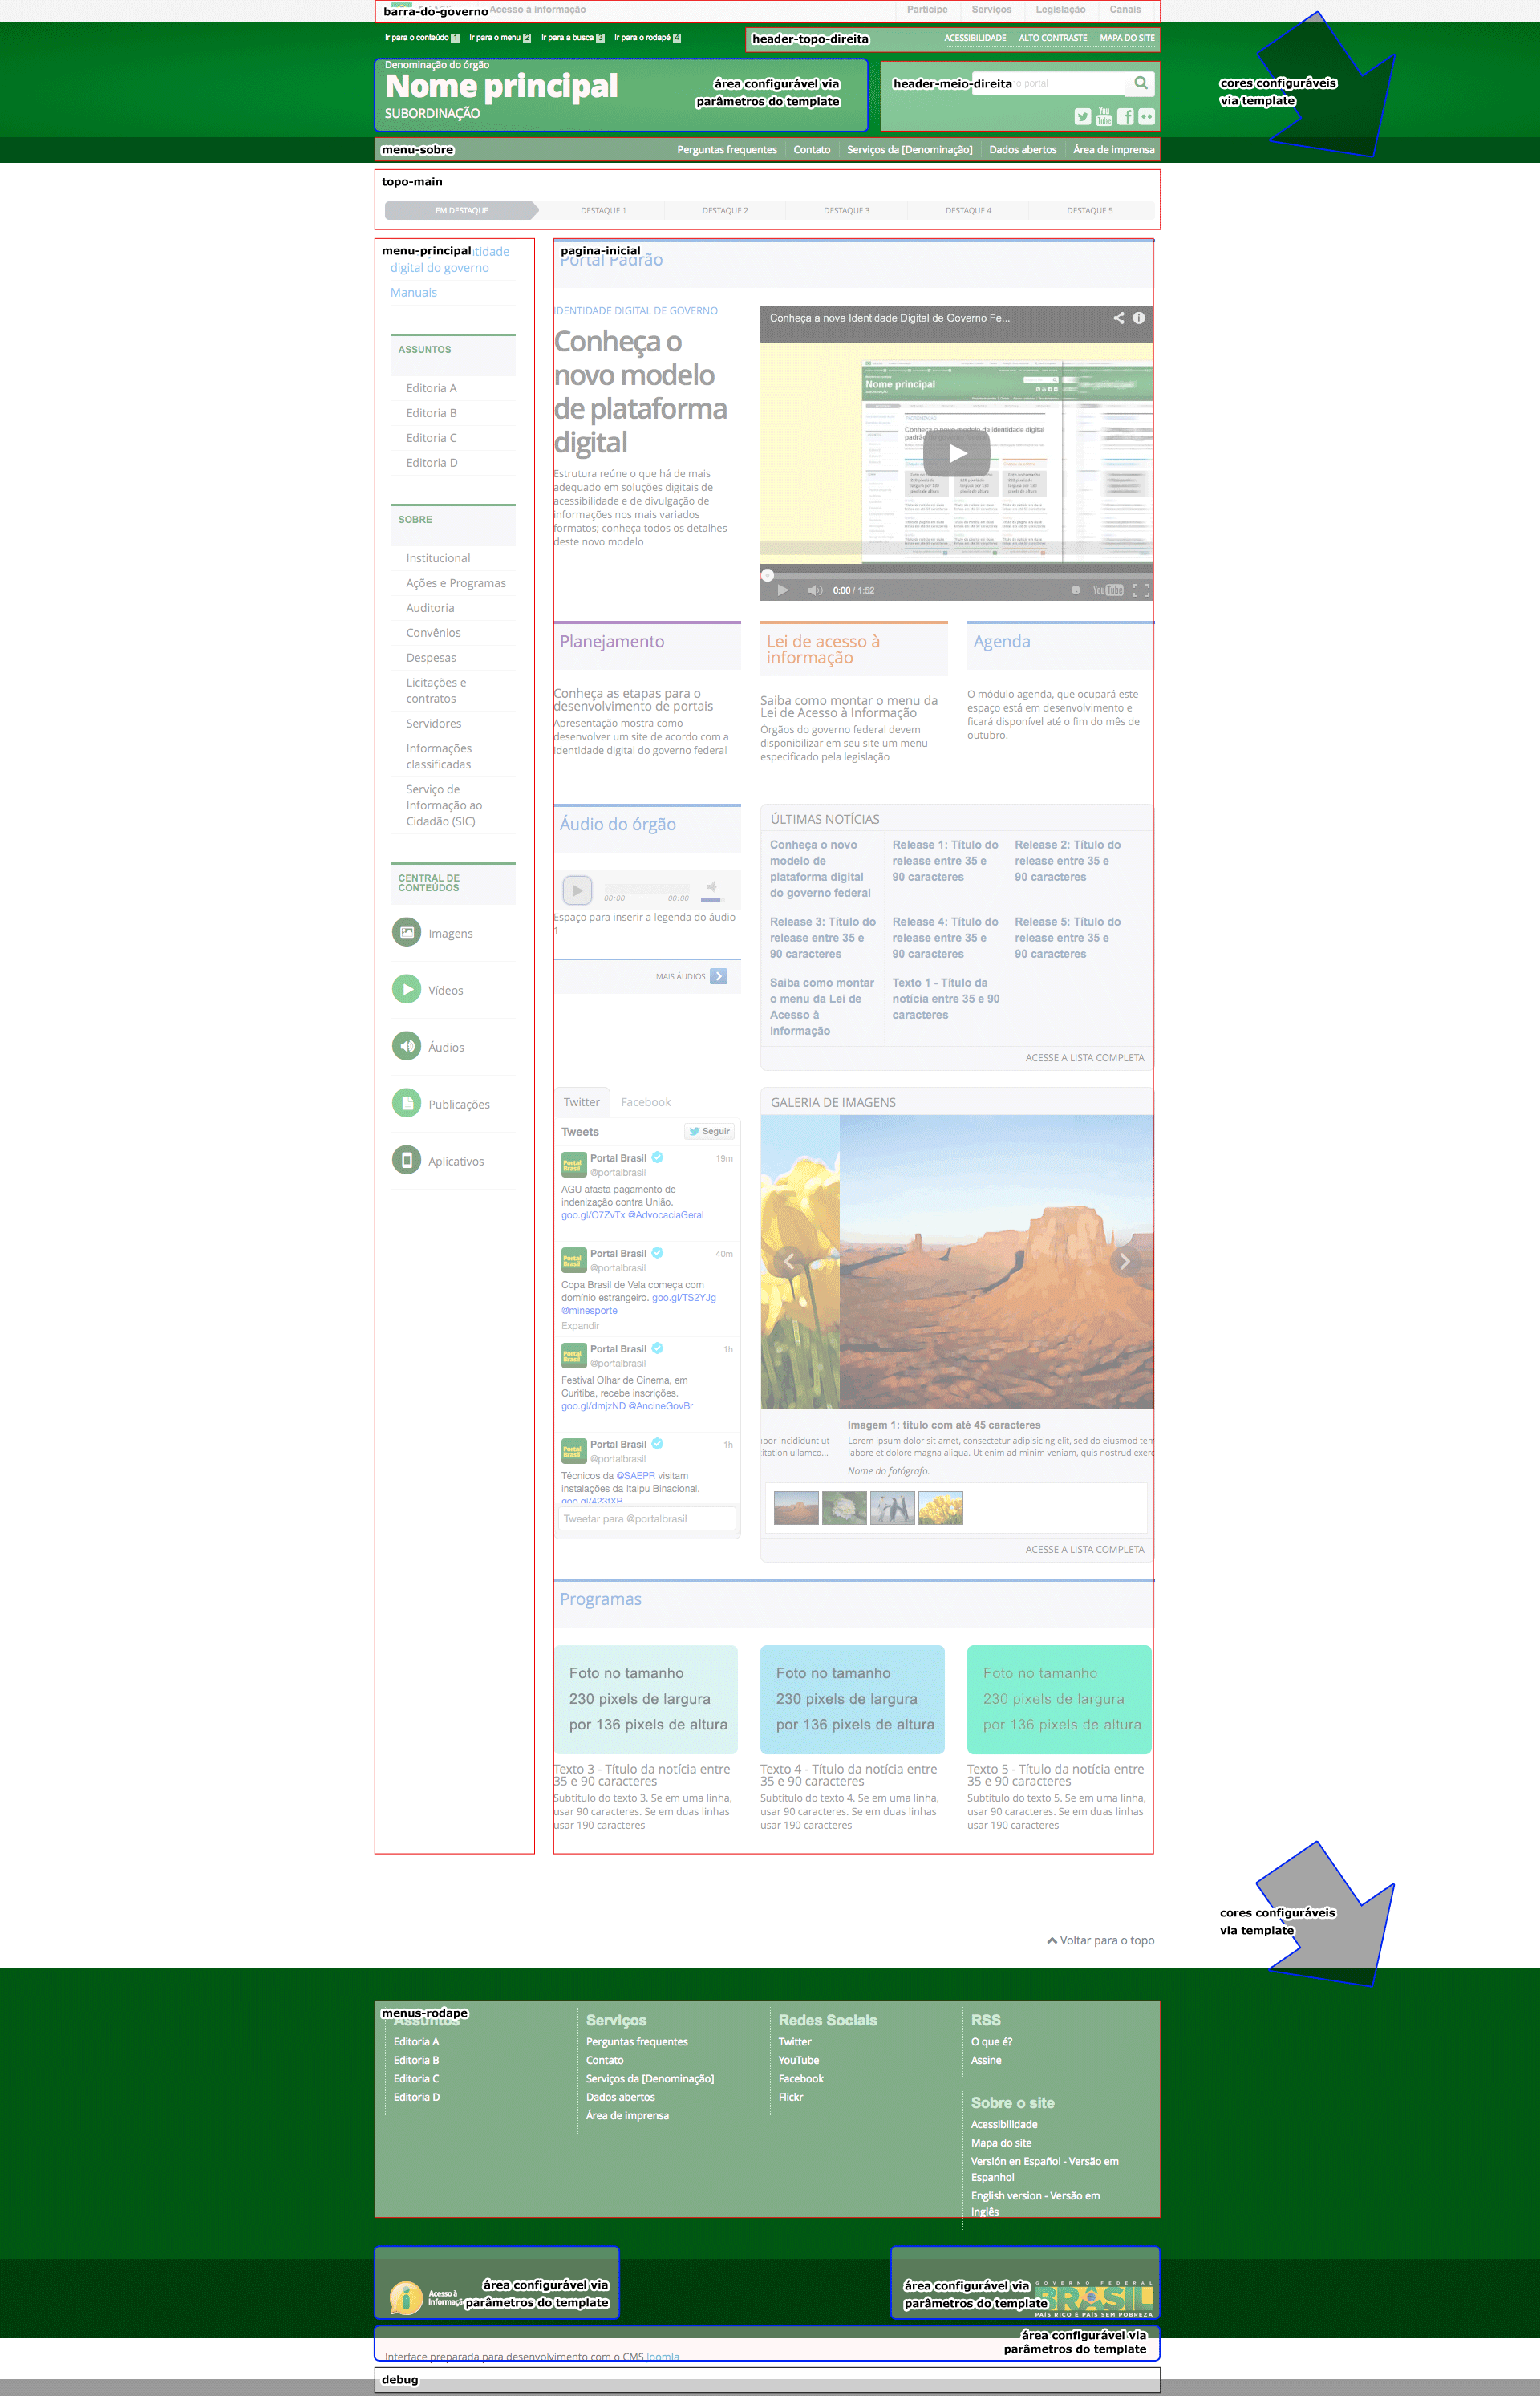 barra-do-governo
Acesso à informação
Participe
Serviços
Legislação
Canais
Ir para o conteúdo 1
Ir para o menu 2
Ir para a busca 3
Ir para o rodapé 4
header-topo-direita
ACESSIBILIDADE
ALTO CONTRASTE
MAPA DO SITE
Denominação do órgão
Nome principal
SUBORDINAÇÃO
área configurável via
parâmetros do template
header-meio-direita
no portal
cores configuráveis
via template
menu-sobre
Perguntas frequentes
Contato
Serviços da [Denominação]
Dados abertos
Área de imprensa
topo-main
EM DESTAQUE
DESTAQUE 1
DESTAQUE 2
DESTAQUE 3
DESTAQUE 4
DESTAQUE 5
menu-principal
digital do governo
Manuais
ASSUNTOS
Editoria A
Editoria B
Editoria C
Editoria D
SOBRE
Institucional
Ações e Programas
Auditoria
Convênios
Despesas
Licitações e
contratos
Servidores
Informações
classificadas
Serviço de
Informação ao
Cidadão (SIC)
CENTRAL DE
CONTEÚDOS
Imagens
Vídeos
Áudios
Publicações
Aplicativos
pagina-inicial
Portal Padrão
IDENTIDADE DIGITAL DE GOVERNO
Conheça o
novo modelo
de plataforma
digital
Estrutura reúne o que há de mais
adequado em soluções digitais de
acessibilidade e de divulgação de
informações nos mais variados
formatos; conheça todos os detalhes
deste novo modelo
Conheça a nova Identidade Digital de Governo Fe...
Nome principal
0:00 / 1:52
YouTube
Planejamento
Conheça as etapas para o
desenvolvimento de portais
Apresentação mostra como
desenvolver um site de acordo com a
Identidade digital do governo federal
Lei de acesso à
informação
Saiba como montar o menu da
Lei de Acesso à Informação
Órgãos do governo federal devem
disponibilizar em seu site um menu
especificado pela legislação
Agenda
O módulo agenda, que ocupará este
espaço está em desenvolvimento e
ficará disponível até o fim do mês de
outubro.
Áudio do órgão
00:00
00:00
Espaço para inserir a legenda do áudio
1
MAIS ÁUDIOS
ÚLTIMAS NOTÍCIAS
Conheça o novo
modelo de
plataforma digital
do governo federal
Release 1: Título do
release entre 35 e
90 caracteres
Release 2: Título do
release entre 35 e
90 caracteres
Release 3: Título do
release entre 35 e
90 caracteres
Release 4: Título do
release entre 35 e
90 caracteres
Release 5: Título do
release entre 35 e
90 caracteres
Saiba como montar
o menu da Lei de
Acesso à
Informação
Texto 1 - Título da
notícia entre 35 e 90
caracteres
ACESSE A LISTA COMPLETA
Twitter
Facebook
Tweets
Seguir
Portal Brasil
19m
@portalbrasil
AGU afasta pagamento de
indenização contra União.
goo.gl/O7ZvTx @AdvocaciaGeral
Portal Brasil
40m
@portalbrasil
Copa Brasil de Vela começa com
domínio estrangeiro. goo.gl/TS2YJg
@minesporte
Expandir
Portal Brasil
1h
@portalbrasil
Festival Olhar de Cinema, em
Curitiba, recebe inscrições.
goo.gl/dmjzND @AncineGovBr
Portal Brasil
1h
@portalbrasil
Técnicos da @SAEPR visitam
instalações da Itaipu Binacional.
goo.gl/423tXB
Tweetar para @portalbrasil
GALERIA DE IMAGENS
Imagem 1: título com até 45 caracteres
por incididunt ut
citation ullamco...
Lorem ipsum dolor sit amet, consectetur adipisicing elit, sed do eiusmod tem
labore et dolore magna aliqua. Ut enim ad minim veniam, quis nostrud exerc
Nome do fotógrafo.
ACESSE A LISTA COMPLETA
Programas
Foto no tamanho
230 pixels de largura
por 136 pixels de altura
Foto no tamanho
230 pixels de largura
por 136 pixels de altura
Foto no tamanho
230 pixels de largura
por 136 pixels de altura
Texto 3 - Título da notícia entre
35 e 90 caracteres
Subtítulo do texto 3. Se em uma linha,
usar 90 caracteres. Se em duas linhas
usar 190 caracteres
Texto 4 - Título da notícia entre
35 e 90 caracteres
Subtítulo do texto 4. Se em uma linha,
usar 90 caracteres. Se em duas linhas
usar 190 caracteres
Texto 5 - Título da notícia entre
35 e 90 caracteres
Subtítulo do texto 5. Se em uma linha,
usar 90 caracteres. Se em duas linhas
usar 190 caracteres
cores configuráveis
via template
Voltar para o topo
menus-rodape
Assuntos
Editoria A
Editoria B
Editoria C
Editoria D
Serviços
Perguntas frequentes
Contato
Serviços da [Denominação]
Dados abertos
Área de imprensa
Redes Sociais
Twitter
YouTube
Facebook
Flickr
RSS
O que é?
Assine
Sobre o site
Acessibilidade
Mapa do site
Versión en Español - Versão em
Espanhol
English version - Versão em
Inglês
Acesso à
Informação
área configurável via
parâmetros do template
área configurável via
parâmetros do template
GOVERNO FEDERAL
BRASIL
PAÍS RICO É PAÍS SEM POBREZA
área configurável via
parâmetros do template
Interface preparada para desenvolvimento com o CMS Joomla
debug